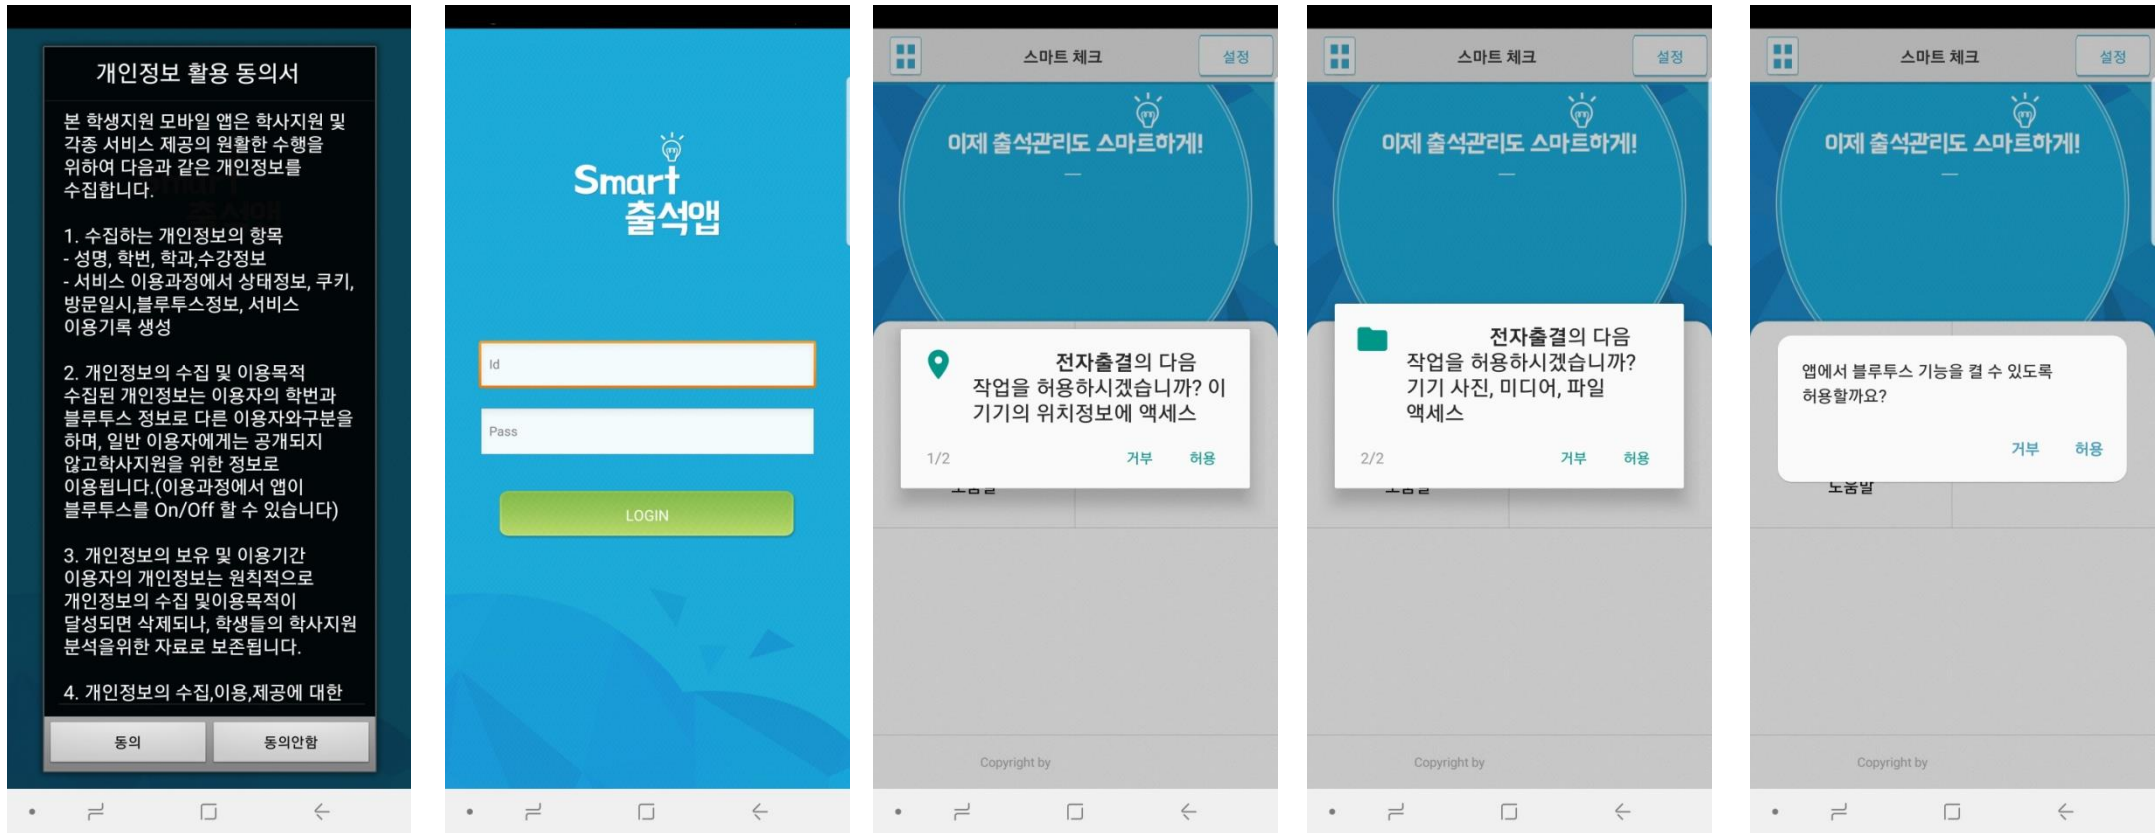 개인정보 활용 동의서
본 학생지원 모바일 앱은 학사지원 및
각종 서비스 제공의 원활한 수행을
위하여 다음과 같은 개인정보를
수집합니다.
1. 수집하는 개인정보의 항목
- 성명, 학번, 학과,수강정보
- 서비스 이용과정에서 상태정보, 쿠키,
방문일시,블루투스정보, 서비스
이용기록 생성
2. 개인정보의 수집 및 이용목적
수집된 개인정보는 이용자의 학번과
블루투스 정보로 다른 이용자와구분을
하며, 일반 이용자에게는 공개되지
않고학사지원을 위한 정보로
이용됩니다.(이용과정에서 앱이
블루투스를 On/Off 할 수 있습니다)
3. 개인정보의 보유 및 이용기간
이용자의 개인정보는 원칙적으로
개인정보의 수집 및이용목적이
달성되면 삭제되나, 학생들의 학사지원
분석을위한 자료로 보존됩니다.
4. 개인정보의 수집,이용,제공에 대한
동의 동의안함
Smart
출석앱
Id
Pass
LOGIN
스마트 체크 설정
이제 출석관리도 스마트하게!
전자출결의 다음
작업을 허용하시겠습니까? 이
기기의 위치정보에 액세스
1/2 거부 허용
도움말
Copyright by
스마트 체크 설정
이제 출석관리도 스마트하게!
전자출결의 다음
작업을 허용하시겠습니까?
기기 사진, 미디어, 파일
액세스
2/2 거부 허용
도움말
Copyright by
스마트 체크 설정
이제 출석관리도 스마트하게!
앱에서 블루투스 기능을 켤 수 있도록
허용할까요?
거부 허용
도움말
Copyright by